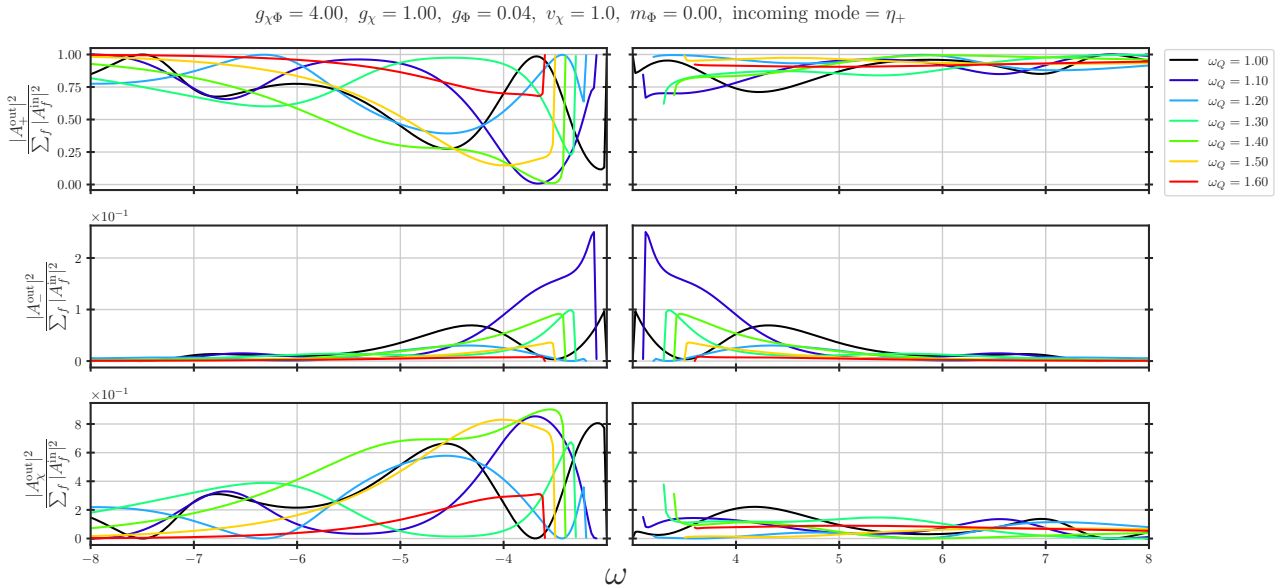 g_{χΦ} = 4.00, g_χ = 1.00, g_Φ = 0.04, v_χ = 1.0, m_Φ = 0.00, incoming mode = η_+
|A_+^{out}|^2 / ∑_f |A_f^{in}|^2
1.00
0.75
0.50
0.25
0.00
ω_Q = 1.00
ω_Q = 1.10
ω_Q = 1.20
ω_Q = 1.30
ω_Q = 1.40
ω_Q = 1.50
ω_Q = 1.60
×10^{-1}
|A_-^{out}|^2 / ∑_f |A_f^{in}|^2
2
1
0
×10^{-1}
|A_χ^{out}|^2 / ∑_f |A_f^{in}|^2
8
6
4
2
0
−8 −7 −6 −5 −4 4 5 6 7 8
ω